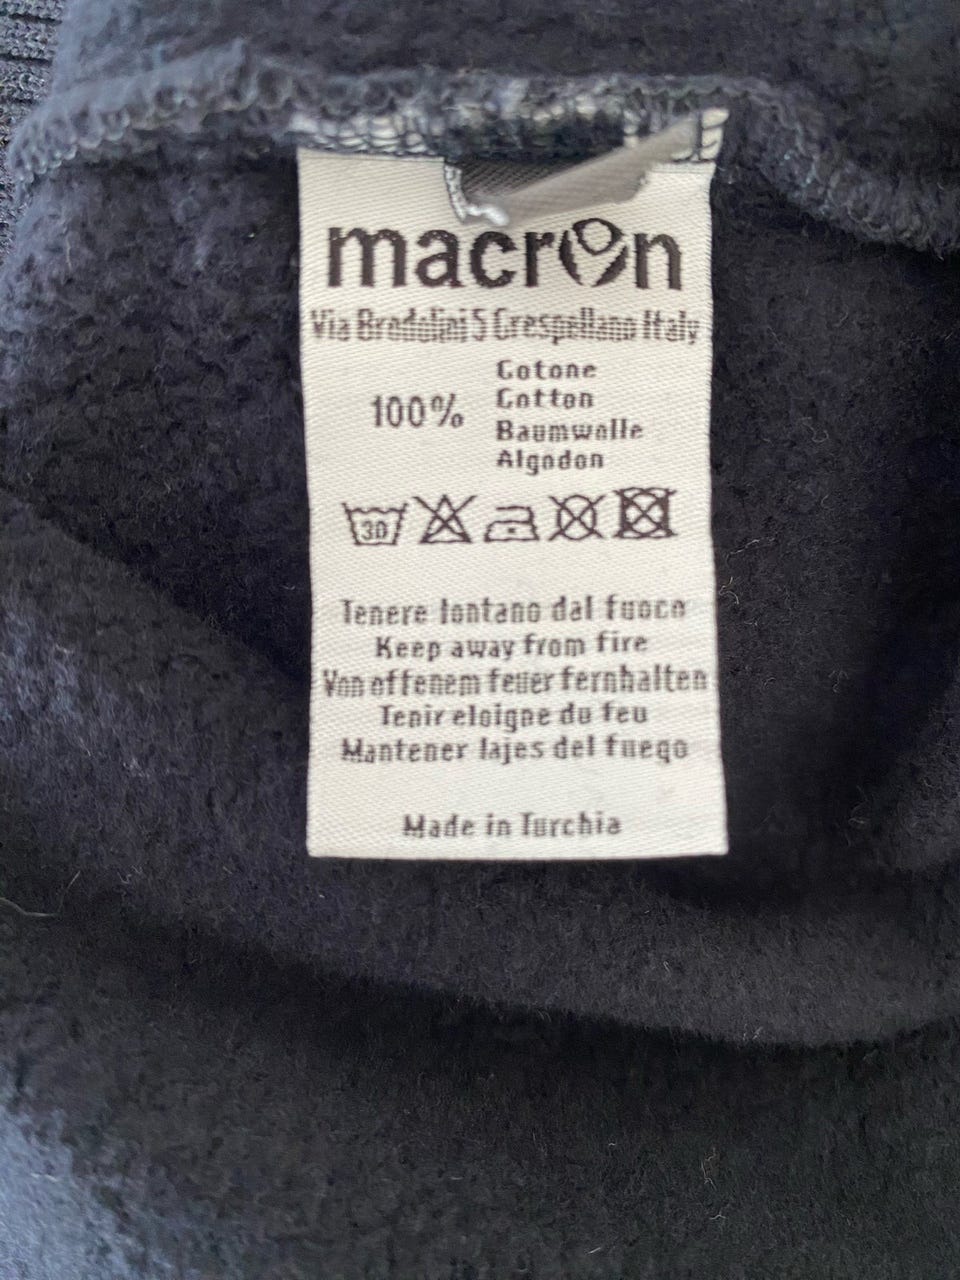 macron
Via Brodolini 5 Crespellano Italy
100%
Cotone
Cotton
Baumwolle
Algodon
30
Tenere lontano dal fuoco
Keep away from fire
Von offenem feuer fernhalten
Tenir eloigne du feu
Mantener lajes del fuego
Made in Turchia